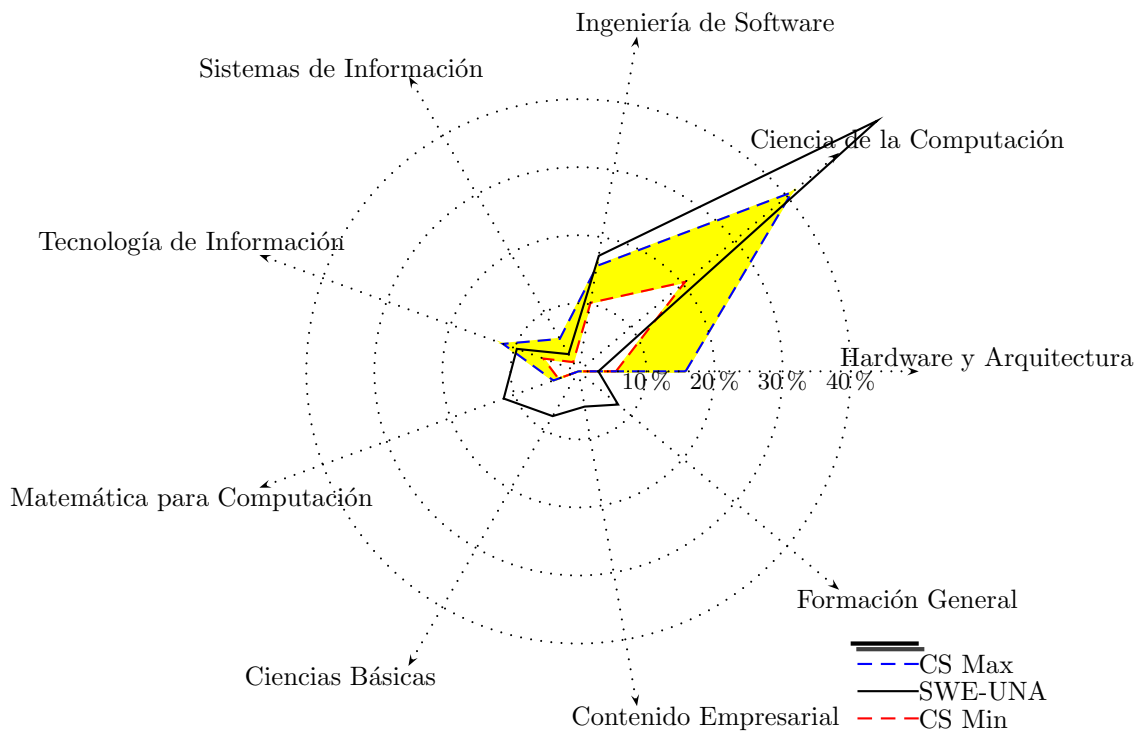 Ingeniería de Software
Sistemas de Información
Ciencia de la Computación
Tecnología de Información
Hardware y Arquitectura
10 % 20 % 30 % 40 %
Matemática para Computación
Formación General
Ciencias Básicas
Contenido Empresarial
CS Max
SWE-UNA
CS Min